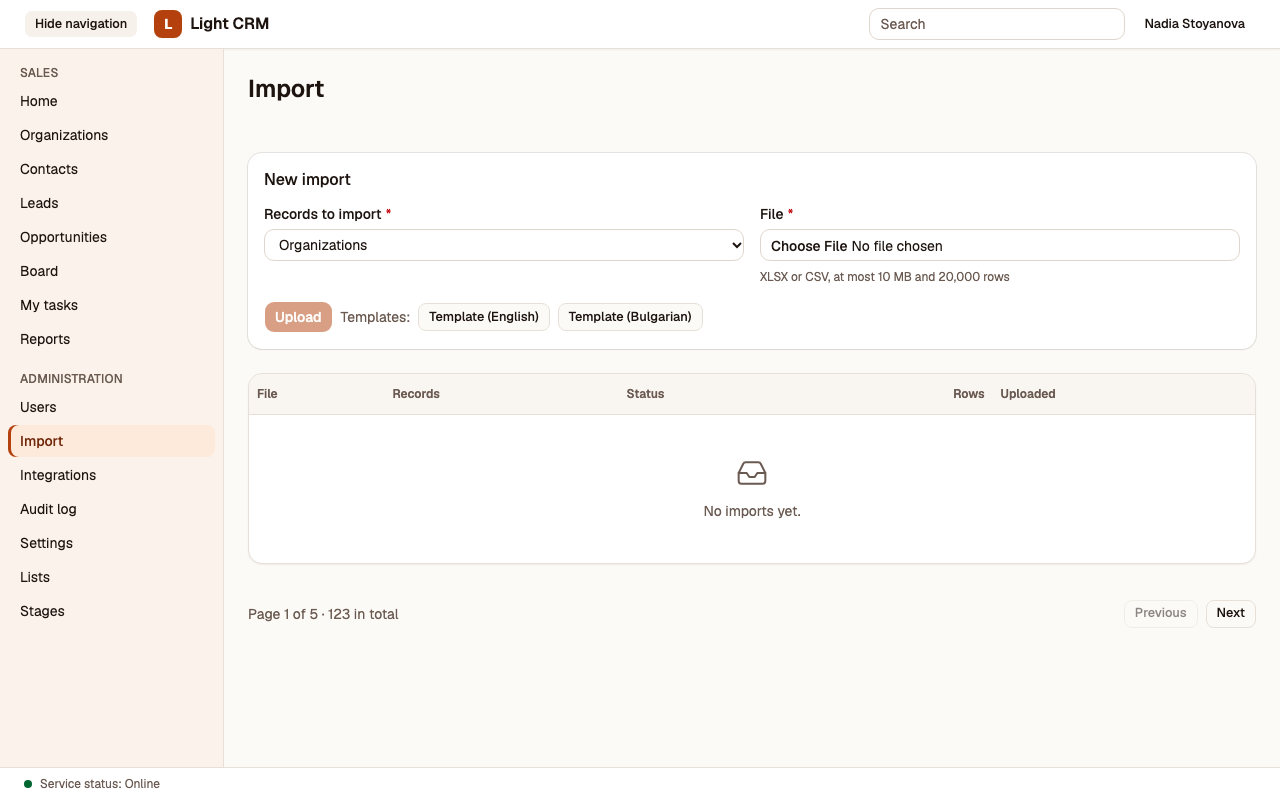 Hide navigation
L
Light CRM
Search
Nadia Stoyanova
SALES
Home
Organizations
Contacts
Leads
Opportunities
Board
My tasks
Reports
ADMINISTRATION
Users
Import
Integrations
Audit log
Settings
Lists
Stages
Import
New import
Records to import *
Organizations
File *
Choose File No file chosen
XLSX or CSV, at most 10 MB and 20,000 rows
Upload Templates: Template (English) Template (Bulgarian)
File Records Status Rows Uploaded
No imports yet.
Page 1 of 5 · 123 in total
Previous Next
Service status: Online